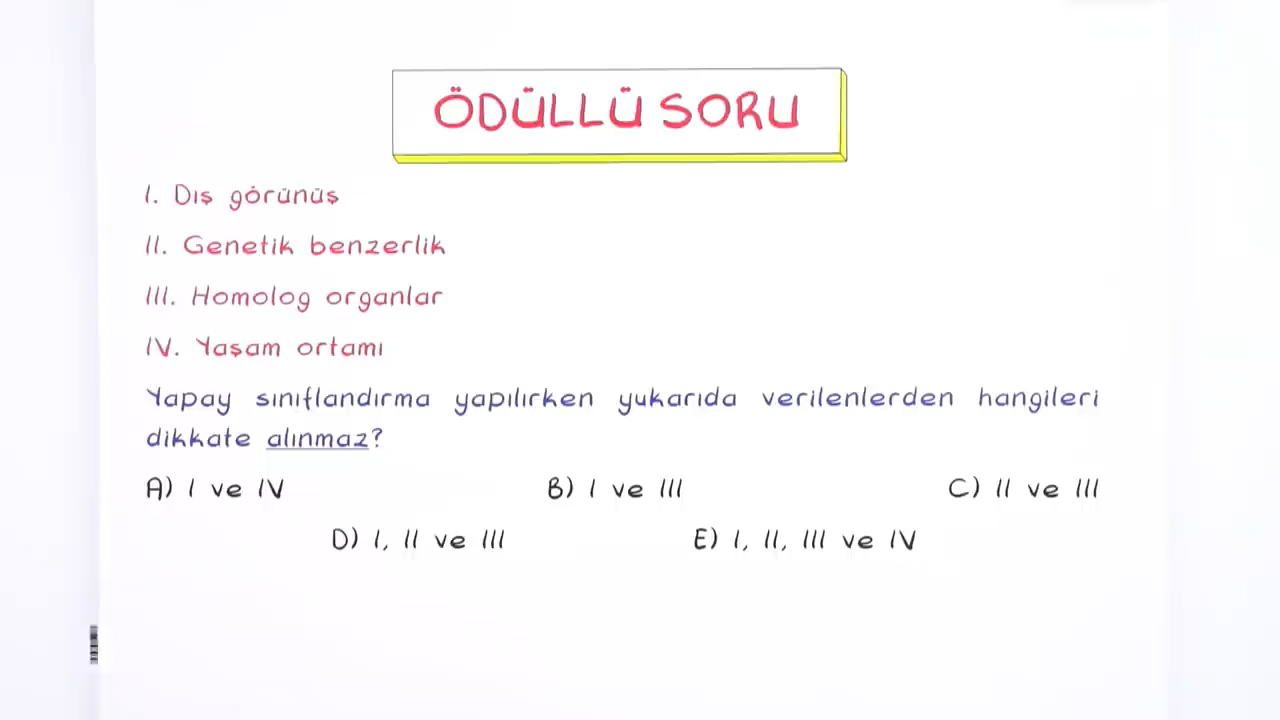 ÖDÜLLÜ SORU
I. Dış görünüş
II. Genetik benzerlik
III. Homolog organlar
IV. Yaşam ortamı
Yapay sınıflandırma yapılırken yukarıda verilenlerden hangileri
dikkate alınmaz?
A) I ve IV B) I ve III C) II ve III
D) I, II ve III E) I, II, III ve IV